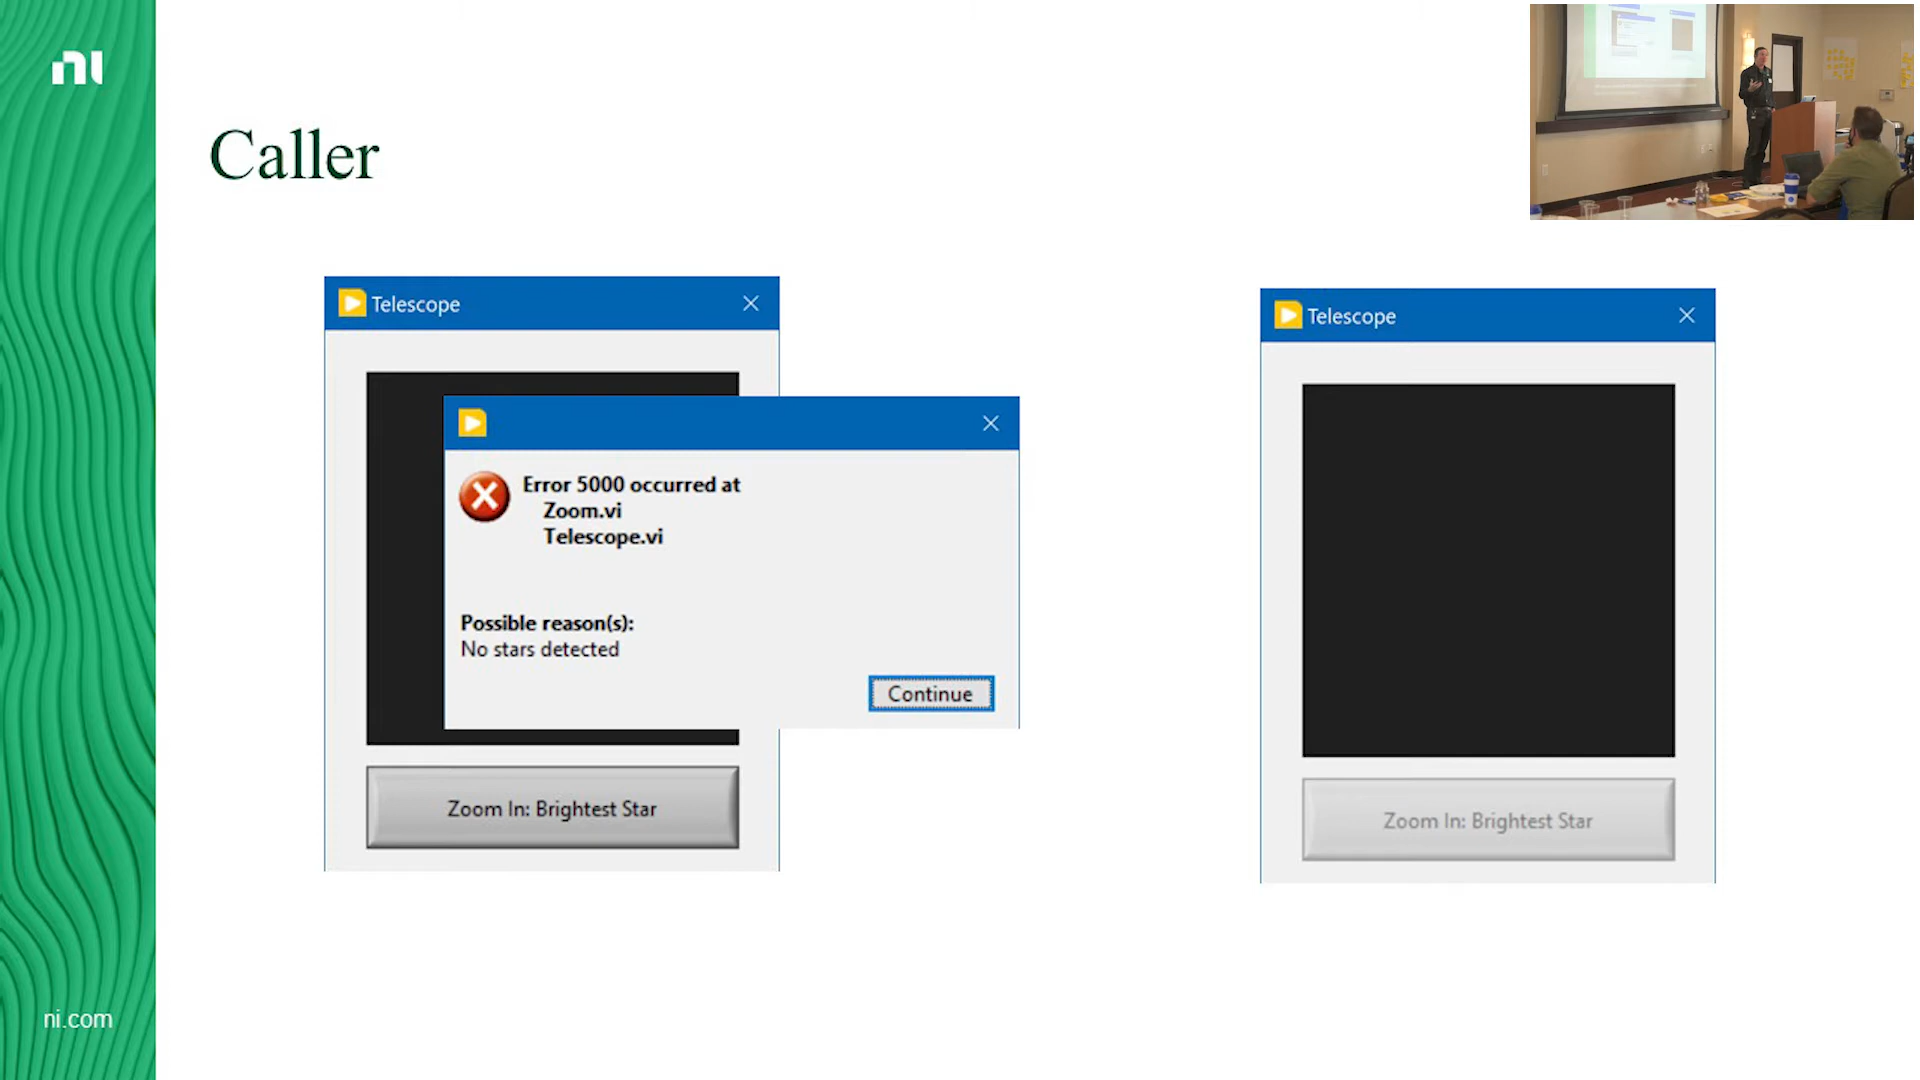 ni
Caller
Telescope
Error 5000 occurred at
Zoom.vi
Telescope.vi
Possible reason(s):
No stars detected
Continue
Zoom In: Brightest Star
Telescope
Zoom In: Brightest Star
ni.com